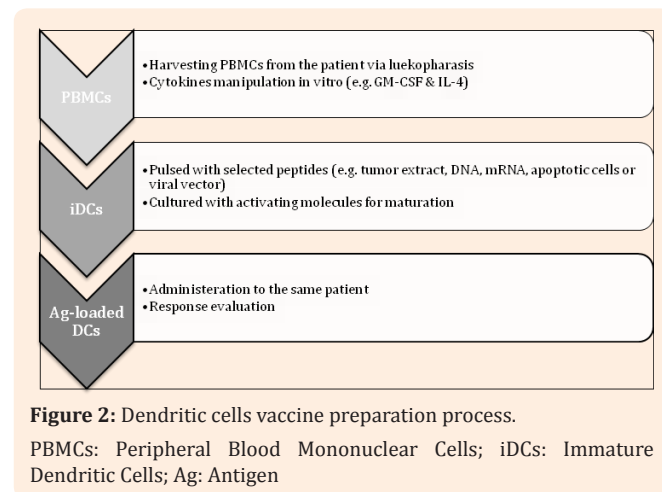 PBMCs
•Harvesting PBMCs from the patient via luekopharasis
•Cytokines manipulation in vitro (e.g. GM-CSF & IL-4)
iDCs
•Pulsed with selected peptides (e.g. tumor extract, DNA, mRNA, apoptotic cells or
viral vector)
•Cultured with activating molecules for maturation
Ag-loaded
DCs
•Administeration to the same patient
•Response evaluation
Figure 2: Dendritic cells vaccine preparation process.
PBMCs: Peripheral Blood Mononuclear Cells; iDCs: Immature
Dendritic Cells; Ag: Antigen